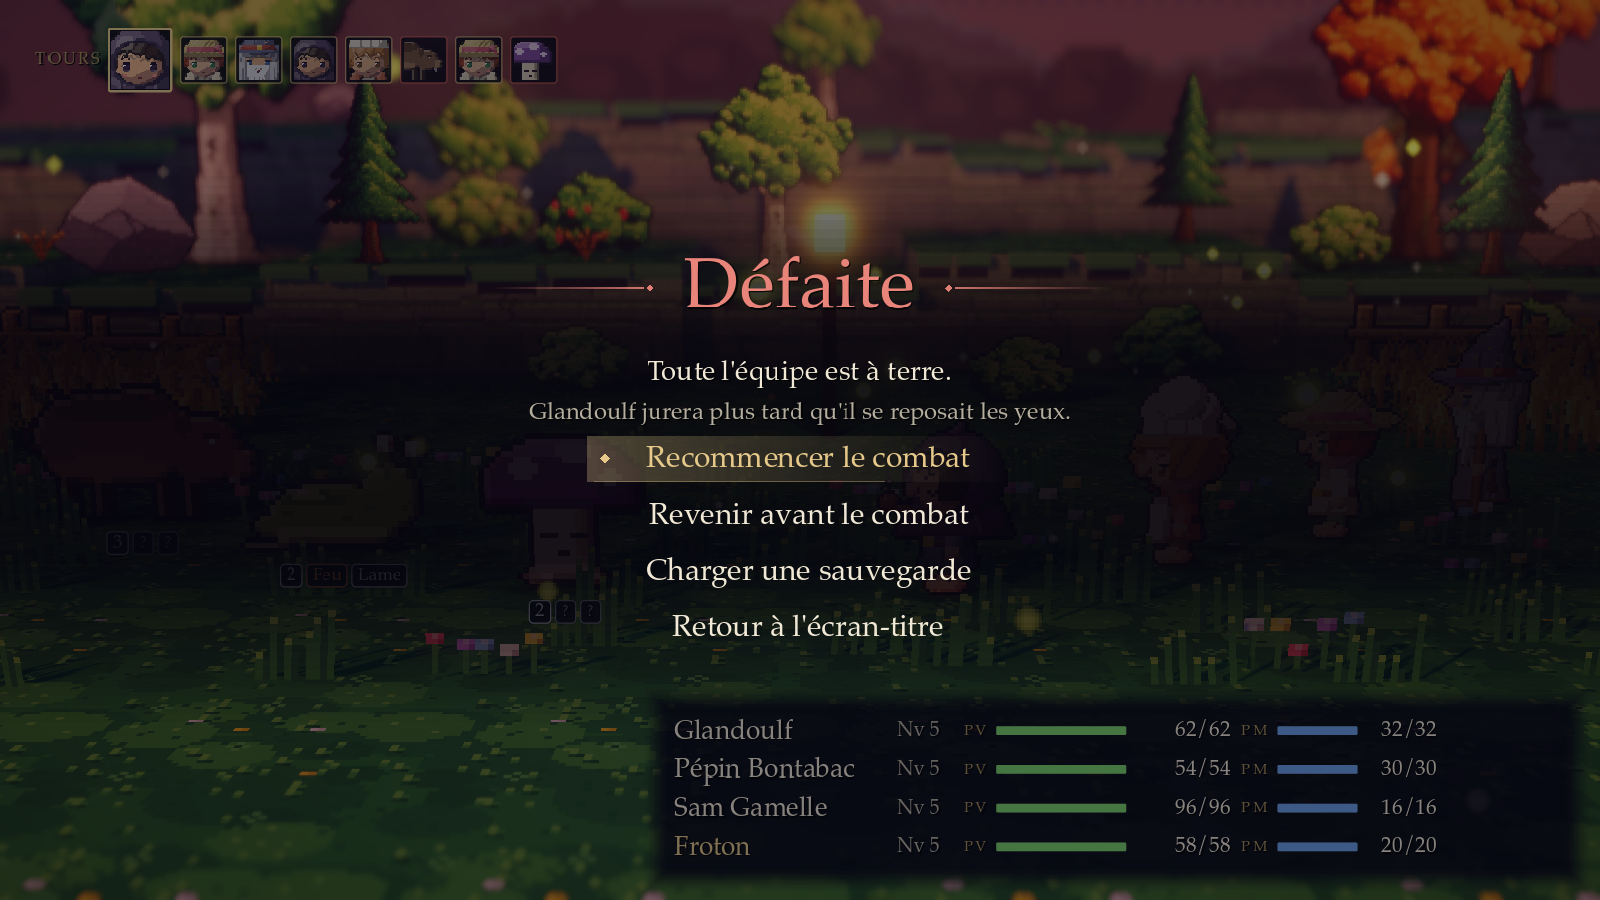 TOURS
Défaite
Toute l'équipe est à terre.
Glandoulf jurera plus tard qu'il se reposait les yeux.
Recommencer le combat
Revenir avant le combat
Charger une sauvegarde
Retour à l'écran-titre
3 ? ?
2 Feu Lame
2 ? ?
Glandoulf Nv 5 PV 62/62 PM 32/32
Pépin Bontabac Nv 5 PV 54/54 PM 30/30
Sam Gamelle Nv 5 PV 96/96 PM 16/16
Froton Nv 5 PV 58/58 PM 20/20